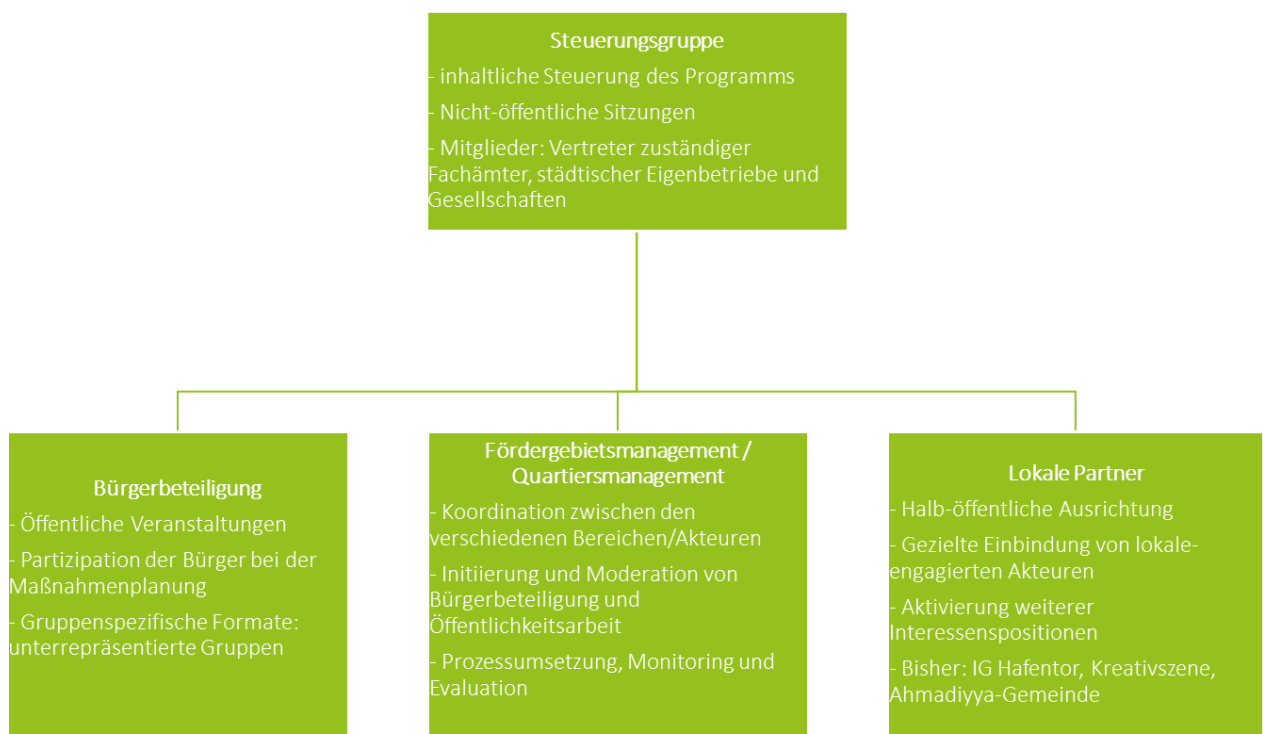 Steuerungsgruppe
- inhaltliche Steuerung des Programms
- Nicht-öffentliche Sitzungen
- Mitglieder: Vertreter zuständiger
Fachämter, städtischer Eigenbetriebe und
Gesellschaften
Bürgerbeteiligung
- Öffentliche Veranstaltungen
- Partizipation der Bürger bei der
Maßnahmenplanung
- Gruppenspezifische Formate:
unterrepräsentierte Gruppen
Fördergebietsmanagement /
Quartiersmanagement
- Koordination zwischen den
verschiedenen Bereichen/Akteuren
- Initiierung und Moderation von
Bürgerbeteiligung und
Öffentlichkeitsarbeit
- Prozessumsetzung, Monitoring und
Evaluation
Lokale Partner
- Halb-öffentliche Ausrichtung
- Gezielte Einbindung von lokale-
engagierten Akteuren
- Aktivierung weiterer
Interessenspositionen
- Bisher: IG Hafentor, Kreativszene,
Ahmadiyya-Gemeinde